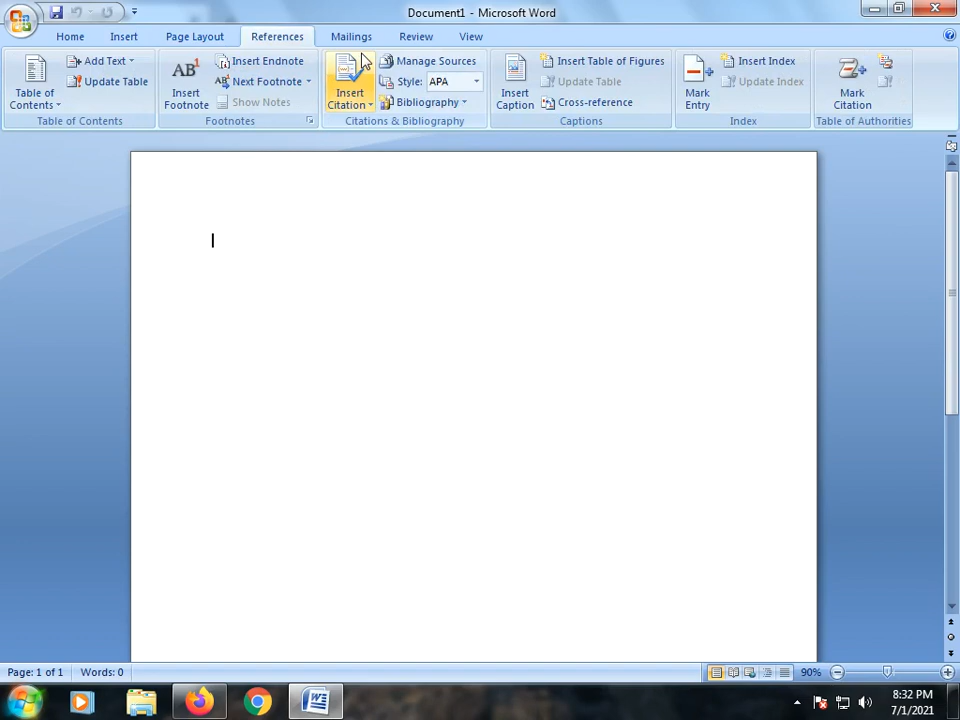 Document1 - Microsoft Word
Home Insert Page Layout References Mailings Review View
Table of Contents
Add Text
Update Table
Table of Contents
AB1
Insert Footnote
Insert Endnote
Next Footnote
Show Notes
Footnotes
Insert Citation
Manage Sources
Style: APA
Bibliography
Citations & Bibliography
Insert Caption
Insert Table of Figures
Update Table
Cross-reference
Captions
Mark Entry
Insert Index
Update Index
Index
Mark Citation
Table of Authorities
Page: 1 of 1 Words: 0
90%
8:32 PM
7/1/2021